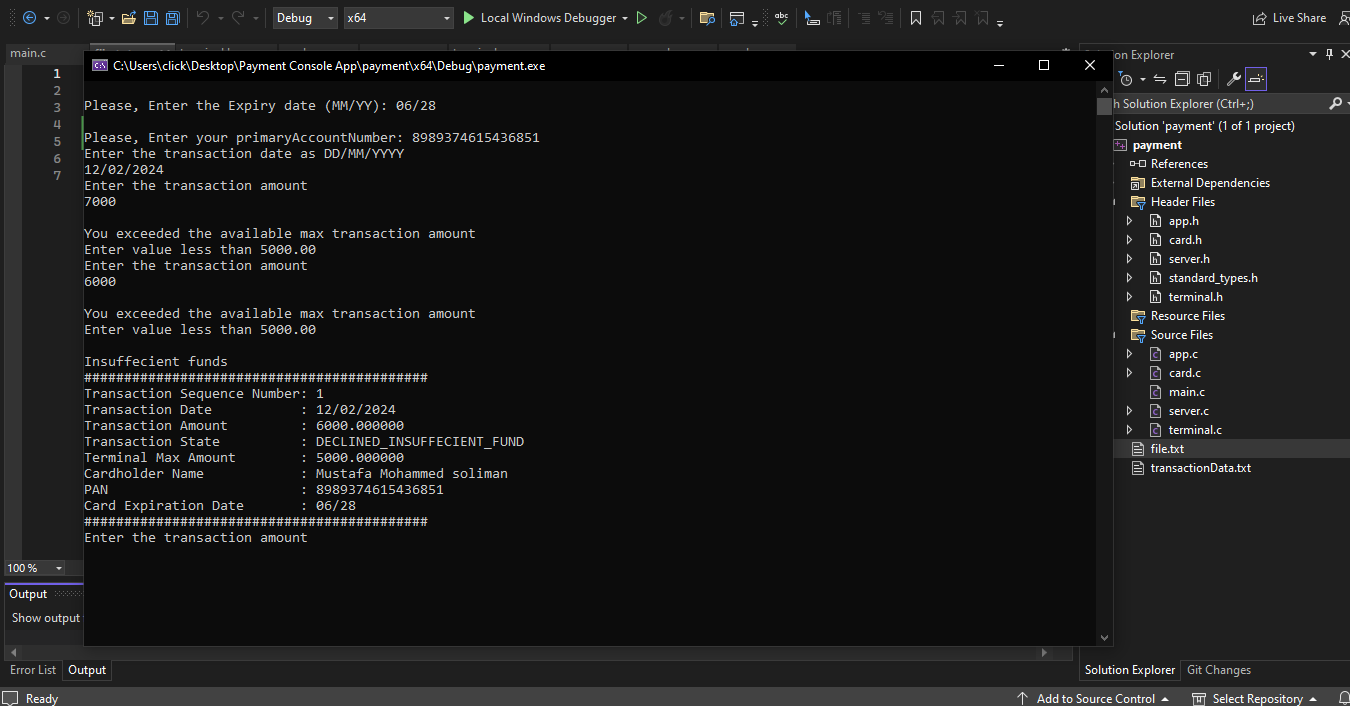 Debug
x64
Local Windows Debugger
abc
Live Share
main.c
C:\Users\click\Desktop\Payment Console App\payment\x64\Debug\payment.exe
1
2
3
4
5
6
7
Please, Enter the Expiry date (MM/YY): 06/28
Please, Enter your primaryAccountNumber: 8989374615436851
Enter the transaction date as DD/MM/YYYY
12/02/2024
Enter the transaction amount
7000
You exceeded the available max transaction amount
Enter value less than 5000.00
Enter the transaction amount
6000
You exceeded the available max transaction amount
Enter value less than 5000.00
Insuffecient funds
###########################################
Transaction Sequence Number: 1
Transaction Date : 12/02/2024
Transaction Amount : 6000.000000
Transaction State : DECLINED_INSUFFECIENT_FUND
Terminal Max Amount : 5000.000000
Cardholder Name : Mustafa Mohammed soliman
PAN : 8989374615436851
Card Expiration Date : 06/28
###########################################
Enter the transaction amount
on Explorer
h Solution Explorer (Ctrl+;)
Solution 'payment' (1 of 1 project)
payment
References
External Dependencies
Header Files
app.h
card.h
server.h
standard_types.h
terminal.h
Resource Files
Source Files
app.c
card.c
main.c
server.c
terminal.c
file.txt
transactionData.txt
100 %
Output
Show output
Error List
Output
Solution Explorer
Git Changes
Ready
Add to Source Control
Select Repository